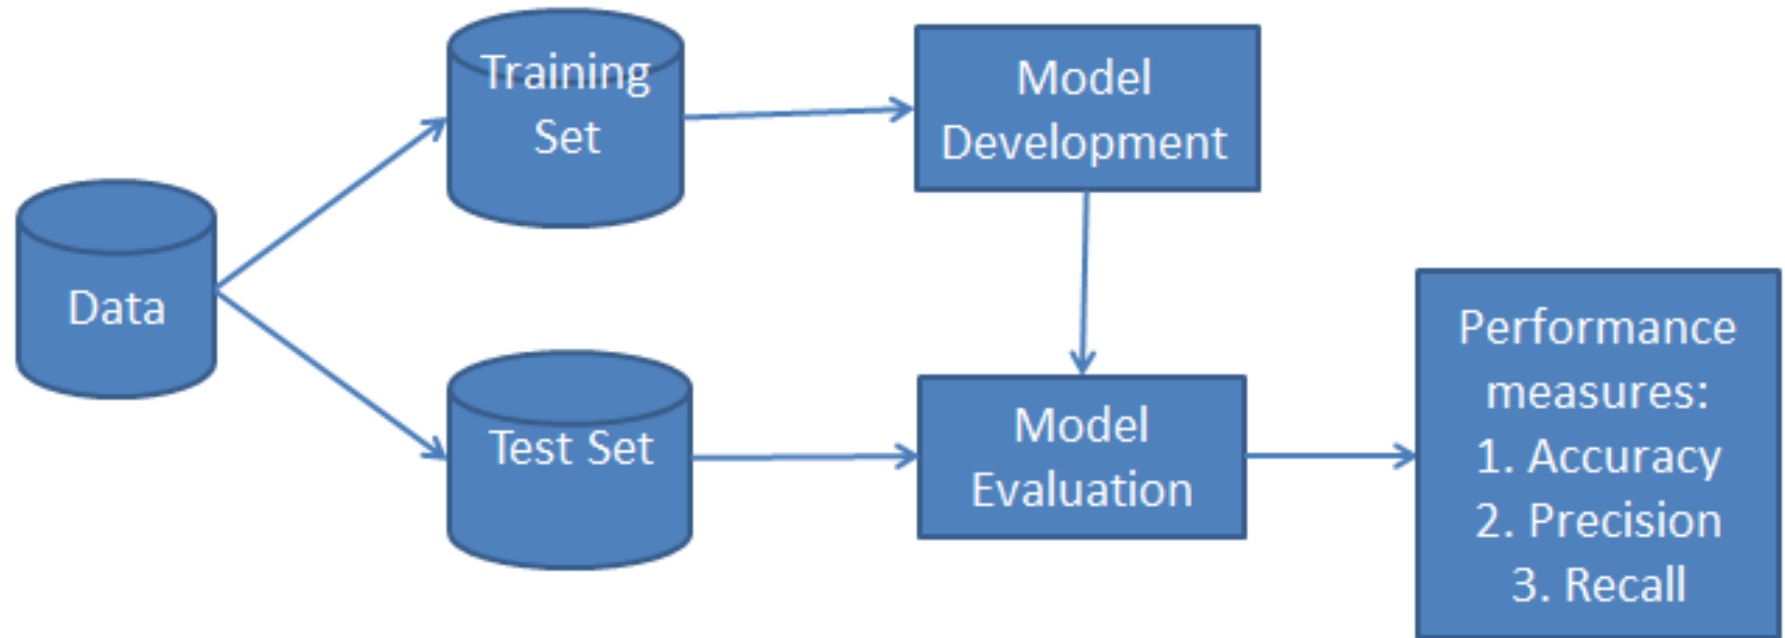 Training
Set
Model
Development
Data
Test Set
Model
Evaluation
Performance
measures:
1. Accuracy
2. Precision
3. Recall